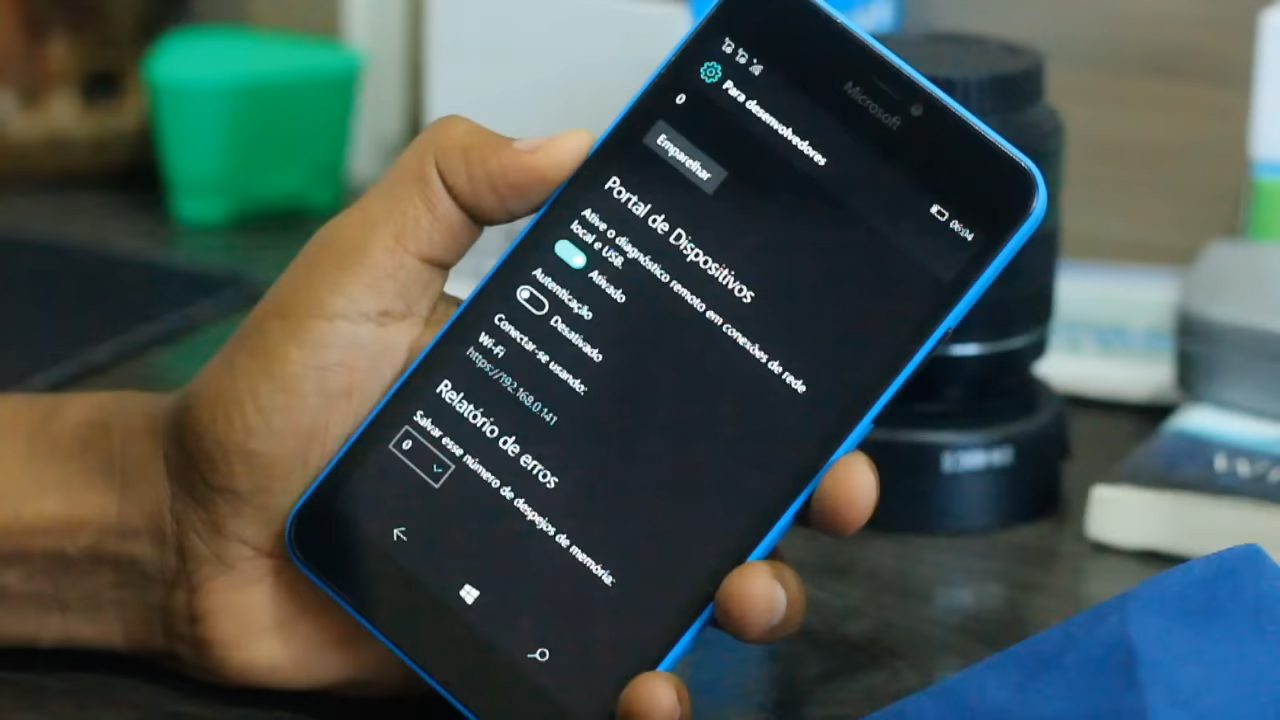 Microsoft
06:04
Para desenvolvedores
0
Emparelhar
Portal de Dispositivos
Ative o diagnóstico remoto em conexões de rede
local e USB.
Ativado
Autenticação
Desativado
Conectar-se usando:
Wi-Fi
https://192.168.0.141
Relatório de erros
Salvar esse número de despejos de memória:
0